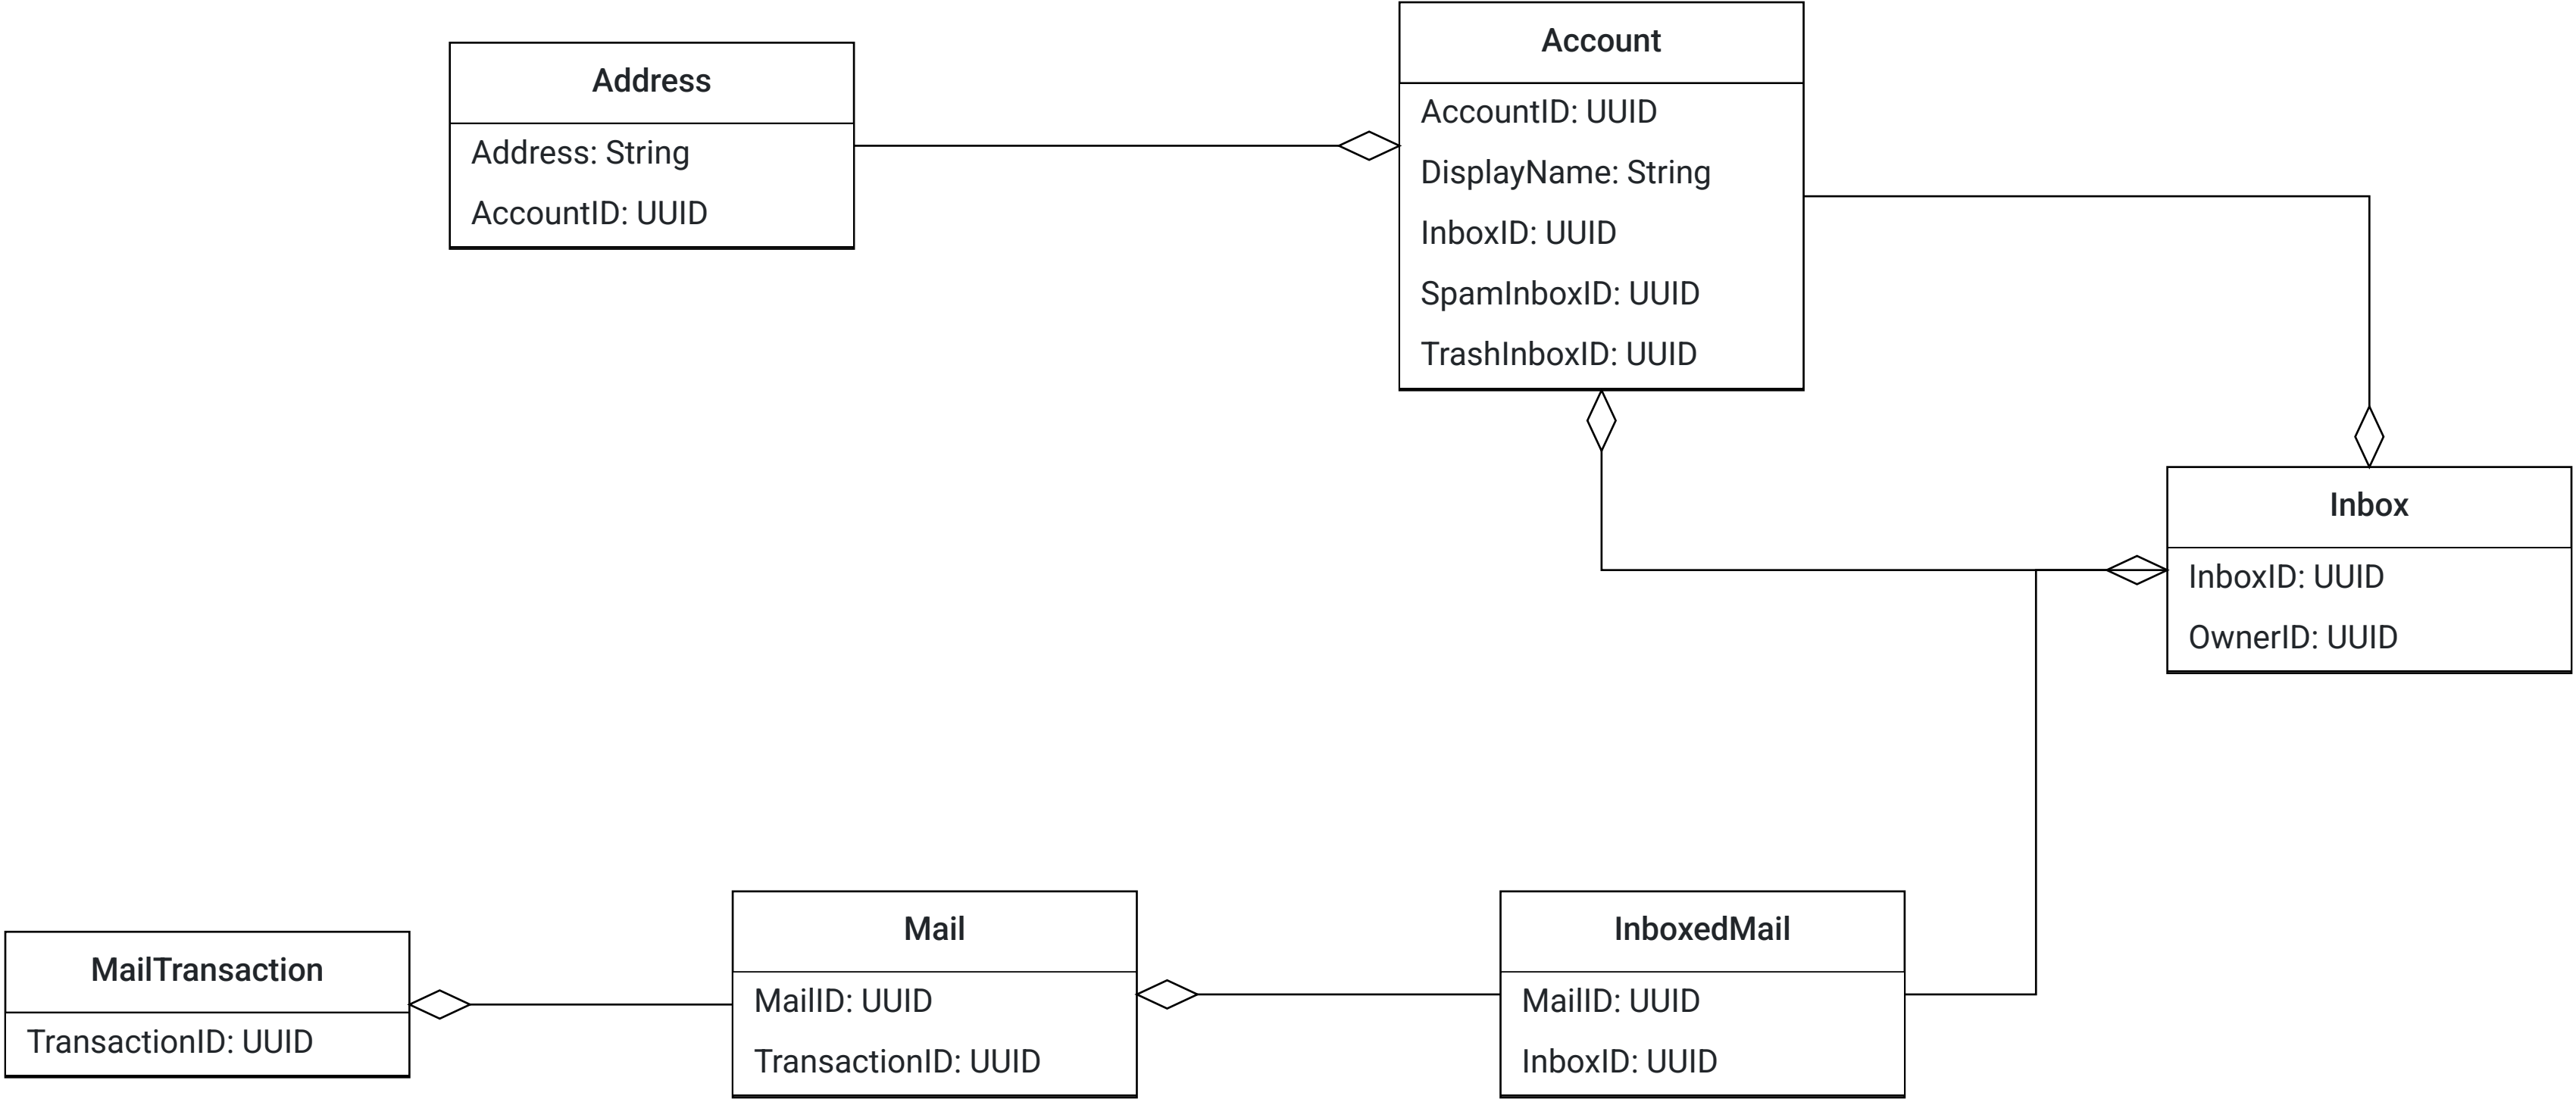 Address
Address: String
AccountID: UUID
Account
AccountID: UUID
DisplayName: String
InboxID: UUID
SpamInboxID: UUID
TrashInboxID: UUID
Inbox
InboxID: UUID
OwnerID: UUID
MailTransaction
TransactionID: UUID
Mail
MailID: UUID
TransactionID: UUID
InboxedMail
MailID: UUID
InboxID: UUID